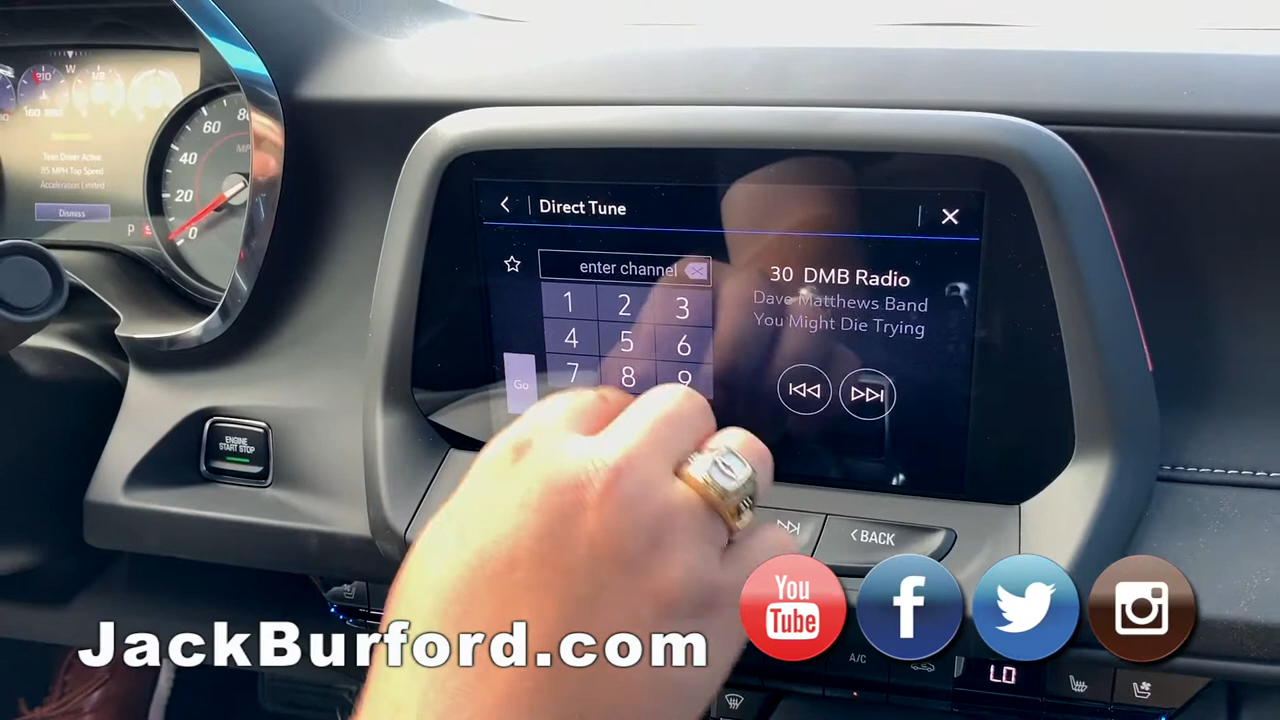 W
60
40
20
0
Teen Driver Active
85 MPH Top Speed
Acceleration Limited
Dismiss
P
ENGINE
START STOP
Direct Tune
enter channel
1 2 3
4 5 6
7 8 9
Go
30 DMB Radio
Dave Matthews Band
You Might Die Trying
BACK
JackBurford.com
You
Tube
f
A/C
LO